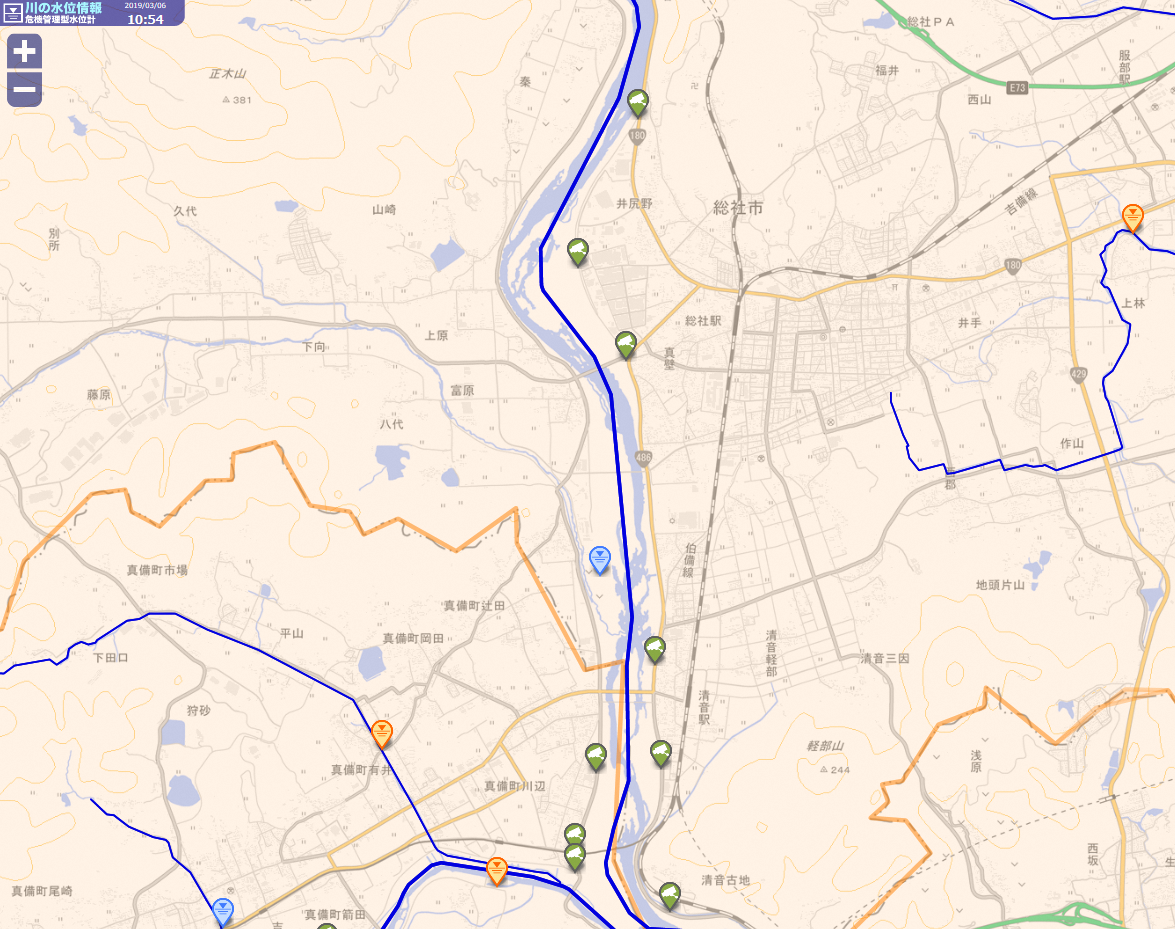 川の水位情報
危機管理型水位計
2019/03/06
10:54
総社PA
服部駅
福井
E73
西山
正木山
381
秦
180
吉備線
久代
山崎
別所
井尻野
総社市
180
上林
総社駅
井手
真壁
上原
下向
429
藤原
富原
八代
作山
486
郡
伯備線
真備町市場
地頭片山
真備町辻田
平山
真備町岡田
清音軽部
下田口
清音三因
狩砂
清音駅
軽部山
244
浅原
真備町有井
真備町川辺
西坂
生
清音古地
真備町尾崎
真備町箭田